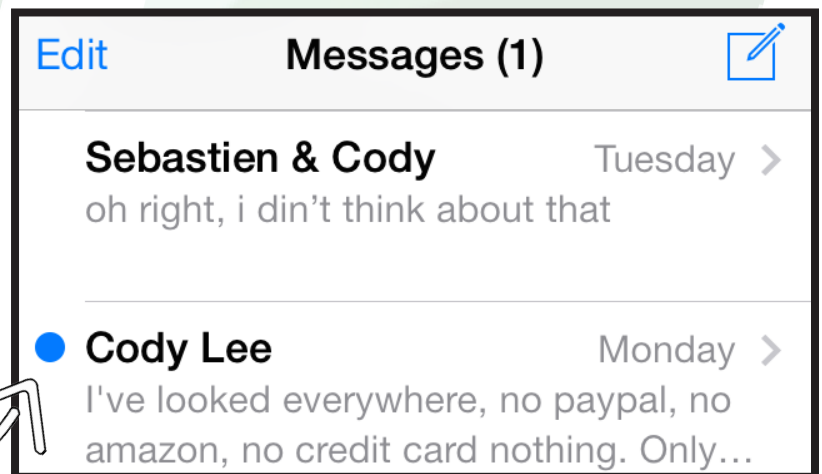 Edit Messages (1)
Sebastien & Cody Tuesday
oh right, i din’t think about that
Cody Lee Monday
I've looked everywhere, no paypal, no
amazon, no credit card nothing. Only...